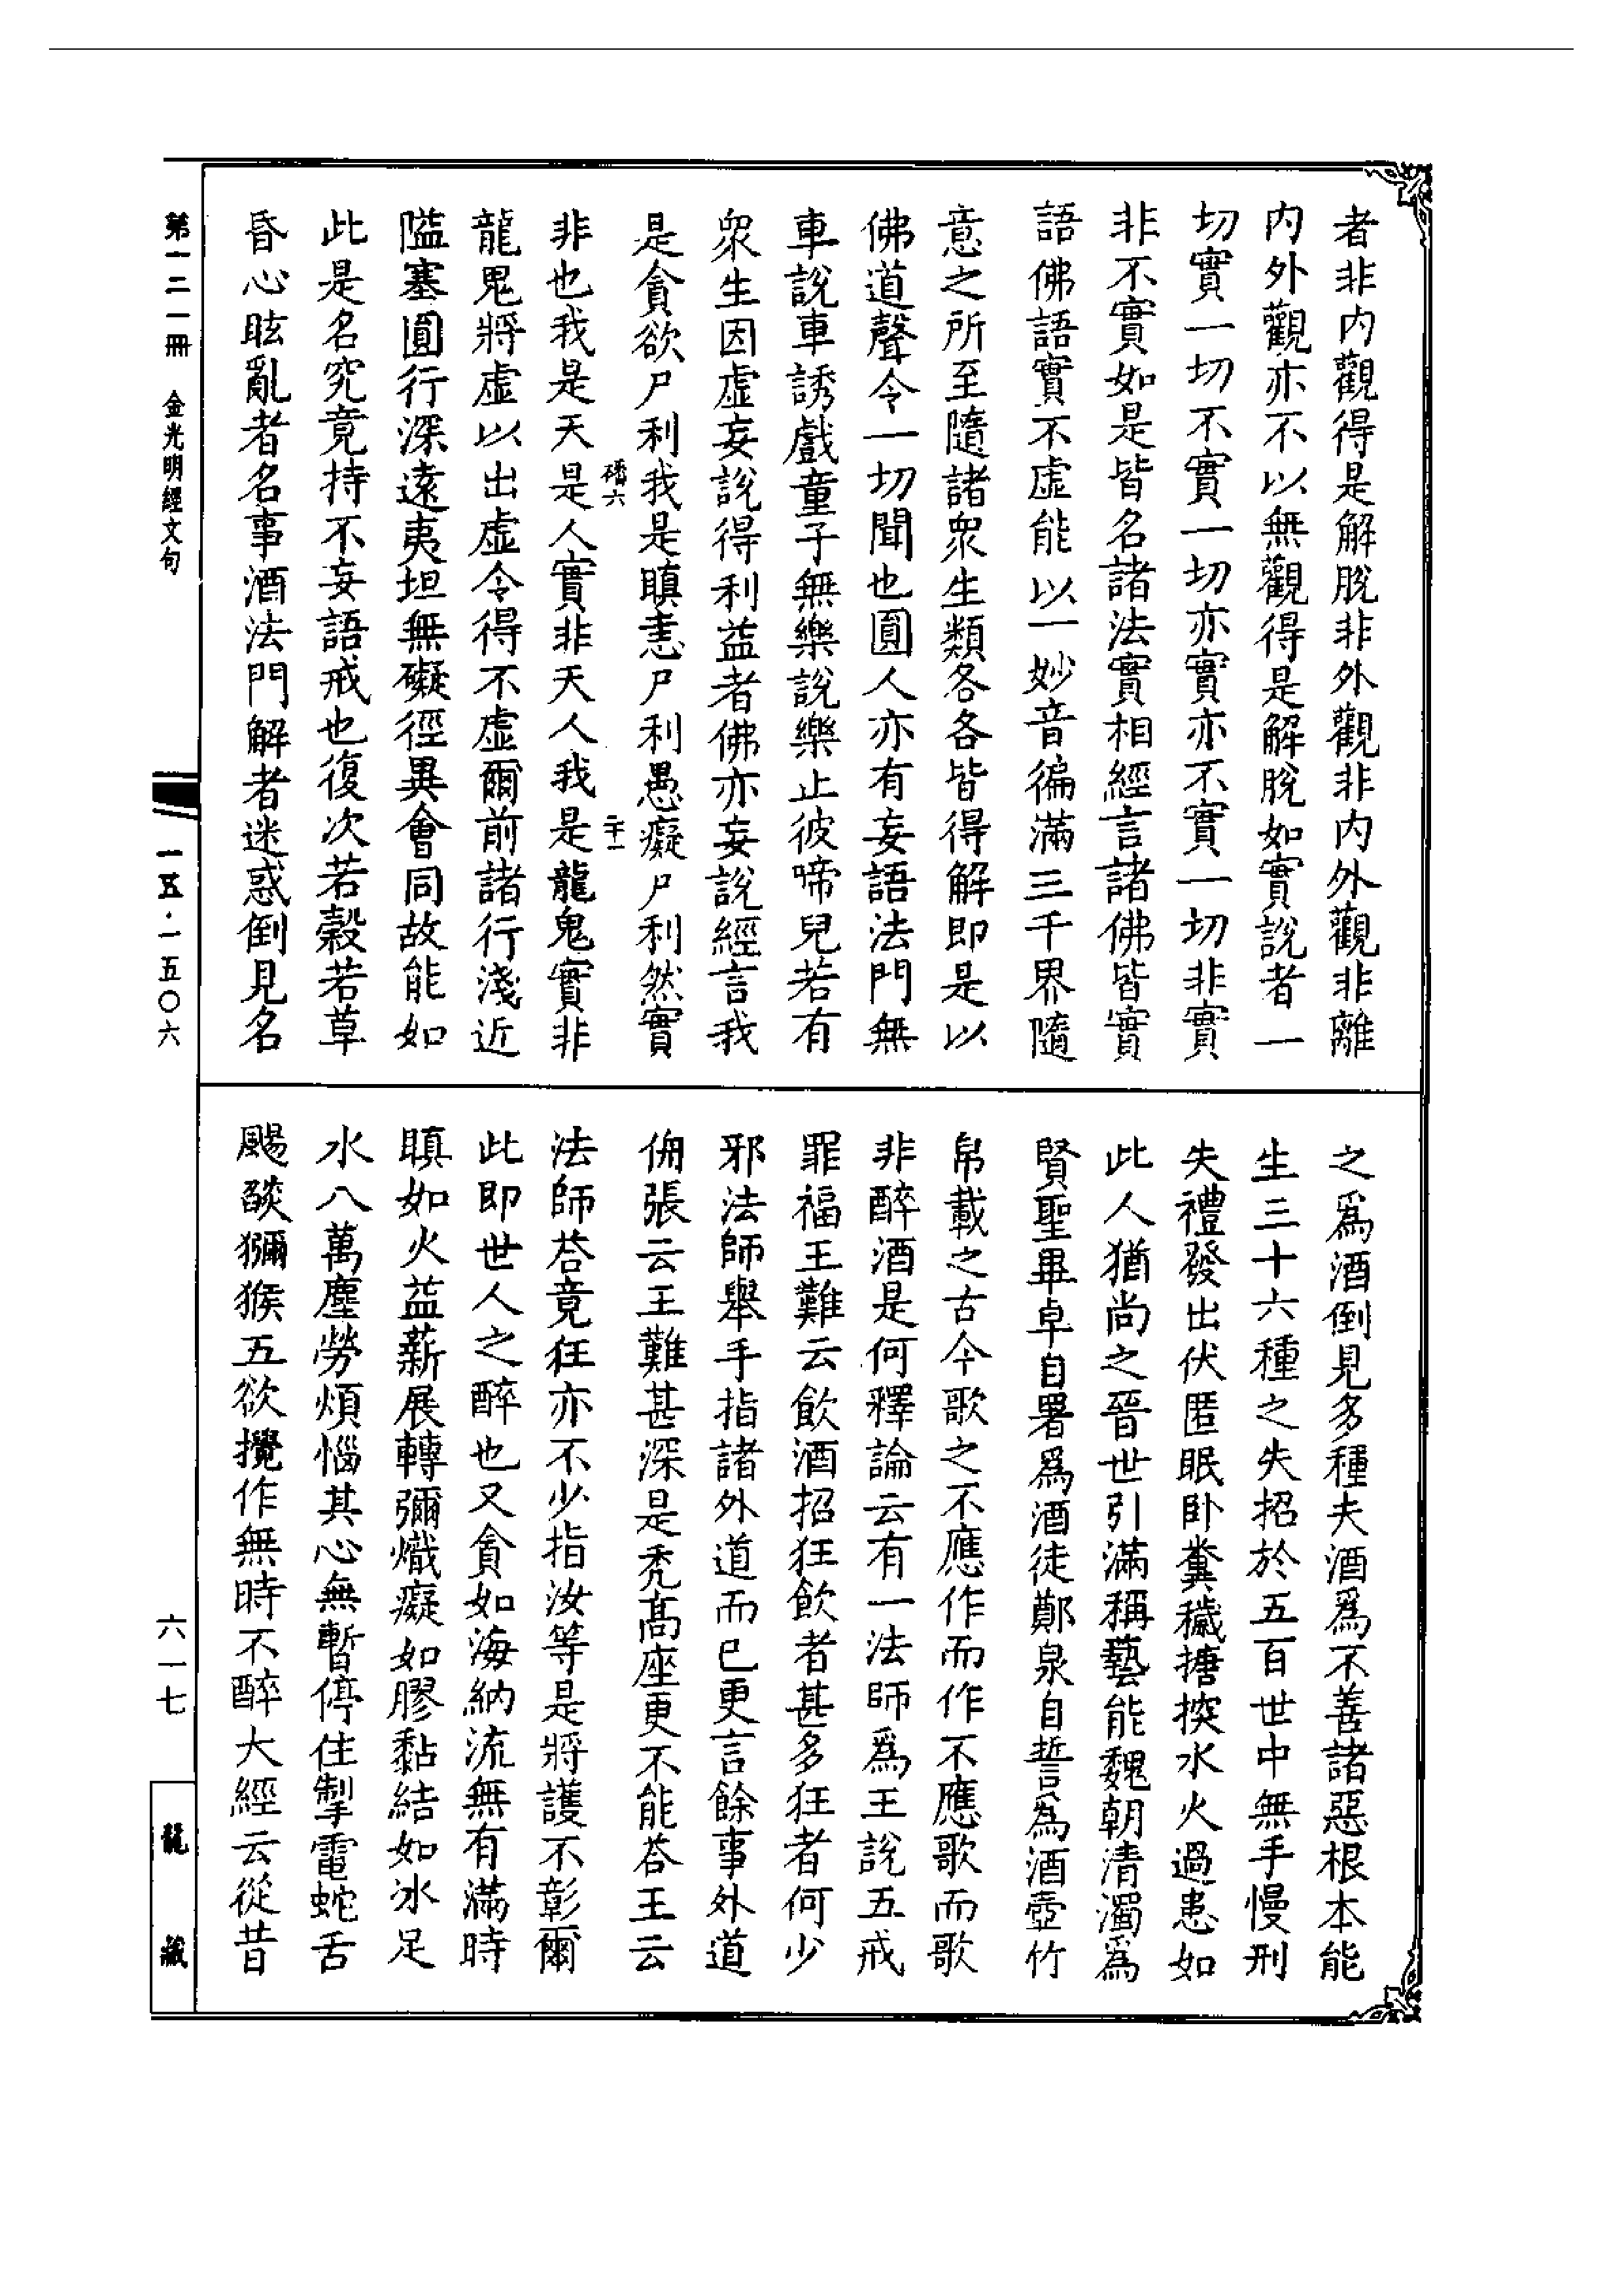 者非内觀得是解脫非外觀非内外觀非離
内外觀亦不以無觀得是解脫如實說者一
切實一切不實一切亦實亦不實一切非實
非不實如是皆名諸法實相經言諸佛皆實
語佛語實不虛能以一妙音徧滿三千界隨
意之所至隨諸衆生類各各皆得解即是以
佛道聲令一切聞也圓人亦有妄語法門無
車說車誘戲童子無樂說樂止彼啼兒若有
衆生因虛妄說得利益者佛亦妄說經言我
是貪欲尸利我是瞋恚尸利愚癡尸利然實
磻六
二十一
非也我是天是人實非天人我是龍鬼實非
龍鬼將虛以出虛令得不虛爾前諸行淺近
隘塞圓行深遠夷坦無礙徑異會同故能如
此是名究竟持不妄語戒也復次若穀若草
昏心眩亂者名事酒法門解者迷惑倒見名
之爲酒倒見多種夫酒爲不善諸惡根本能
生三十六種之失招於五百世中無手慢刑
失禮發出伏匿眠卧糞穢搪揬水火過患如
此人猶尚之晉世引滿稱藝能魏朝清濁爲
賢聖畢卓自署爲酒徒鄭泉自誓爲酒壺竹
帛載之古今歌之不應作而作不應歌而歌
非醉酒是何釋論云有一法師爲王說五戒
罪福王難云飲酒招狂飲者甚多狂者何少
邪法師舉手指諸外道而已更言餘事外道
侕張云王難甚深是禿高座更不能荅王云
法師荅竟狂亦不少指汝等是將護不彰爾
此即世人之醉也又貪如海納流無有滿時
瞋如火益薪展轉彌熾癡如膠黏結如冰足
水八萬塵勞煩惱其心無暫停住掣電蛇舌
颺燄獼猴五欲攪作無時不醉大經云從昔
第一二一冊　金光明經文句
一五·一五〇六
六一七
龍藏